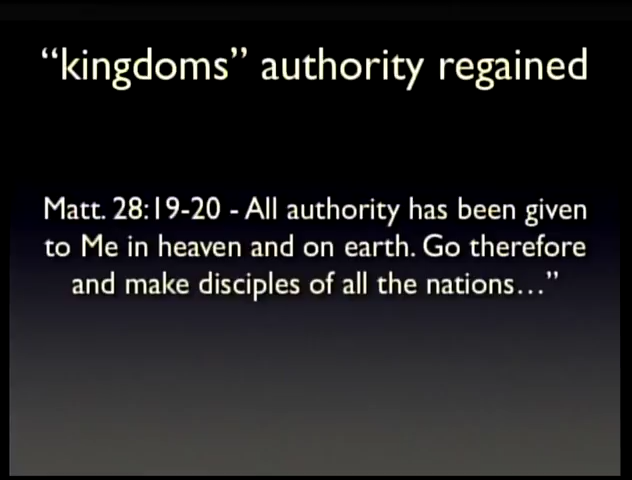 “kingdoms” authority regained
Matt. 28:19-20 - All authority has been given
to Me in heaven and on earth. Go therefore
and make disciples of all the nations…”